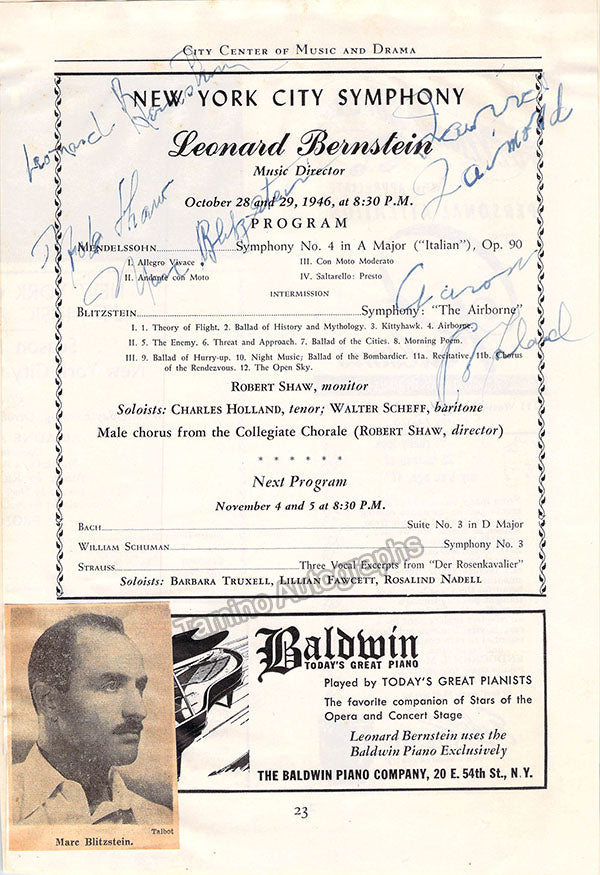 CITY CENTER OF MUSIC AND DRAMA
NEW YORK CITY SYMPHONY
Leonard Bernstein
Leonard Bernstein
Music Director
October 28 and 29, 1946, at 8:30 P.M.
Robert Shaw
Marc Blitzstein
PROGRAM
MENDELSSOHN Symphony No. 4 in A Major ("Italian"), Op. 90
I. Allegro Vivace III. Con Moto Moderato
II. Andante con Moto IV. Saltarello: Presto
INTERMISSION
Aaron Copland
BLITZSTEIN Symphony: "The Airborne"
I. 1. Theory of Flight. 2. Ballad of History and Mythology. 3. Kittyhawk. 4. Airborne.
II. 5. The Enemy. 6. Threat and Approach. 7. Ballad of the Cities. 8. Morning Poem.
III. 9. Ballad of Hurry-up. 10. Night Music; Ballad of the Bombardier. 11a. Recitative. 11b. Chorus
of the Rendezvous. 12. The Open Sky.
ROBERT SHAW, monitor
Soloists: CHARLES HOLLAND, tenor; WALTER SCHEFF, baritone
Male chorus from the Collegiate Chorale (ROBERT SHAW, director)
* * * * * *
Next Program
November 4 and 5 at 8:30 P.M.
BACH Suite No. 3 in D Major
WILLIAM SCHUMAN Symphony No. 3
STRAUSS Three Vocal Excerpts from "Der Rosenkavalier"
Soloists: BARBARA TRUXELL, LILLIAN FAWCETT, ROSALIND NADELL
Tamino Autographs
Baldwin
TODAY'S GREAT PIANO
Played by TODAY'S GREAT PIANISTS
The favorite companion of Stars of the
Opera and Concert Stage
Leonard Bernstein uses the
Baldwin Piano Exclusively
THE BALDWIN PIANO COMPANY, 20 E. 54th St., N.Y.
Talbot
Marc Blitzstein.
23